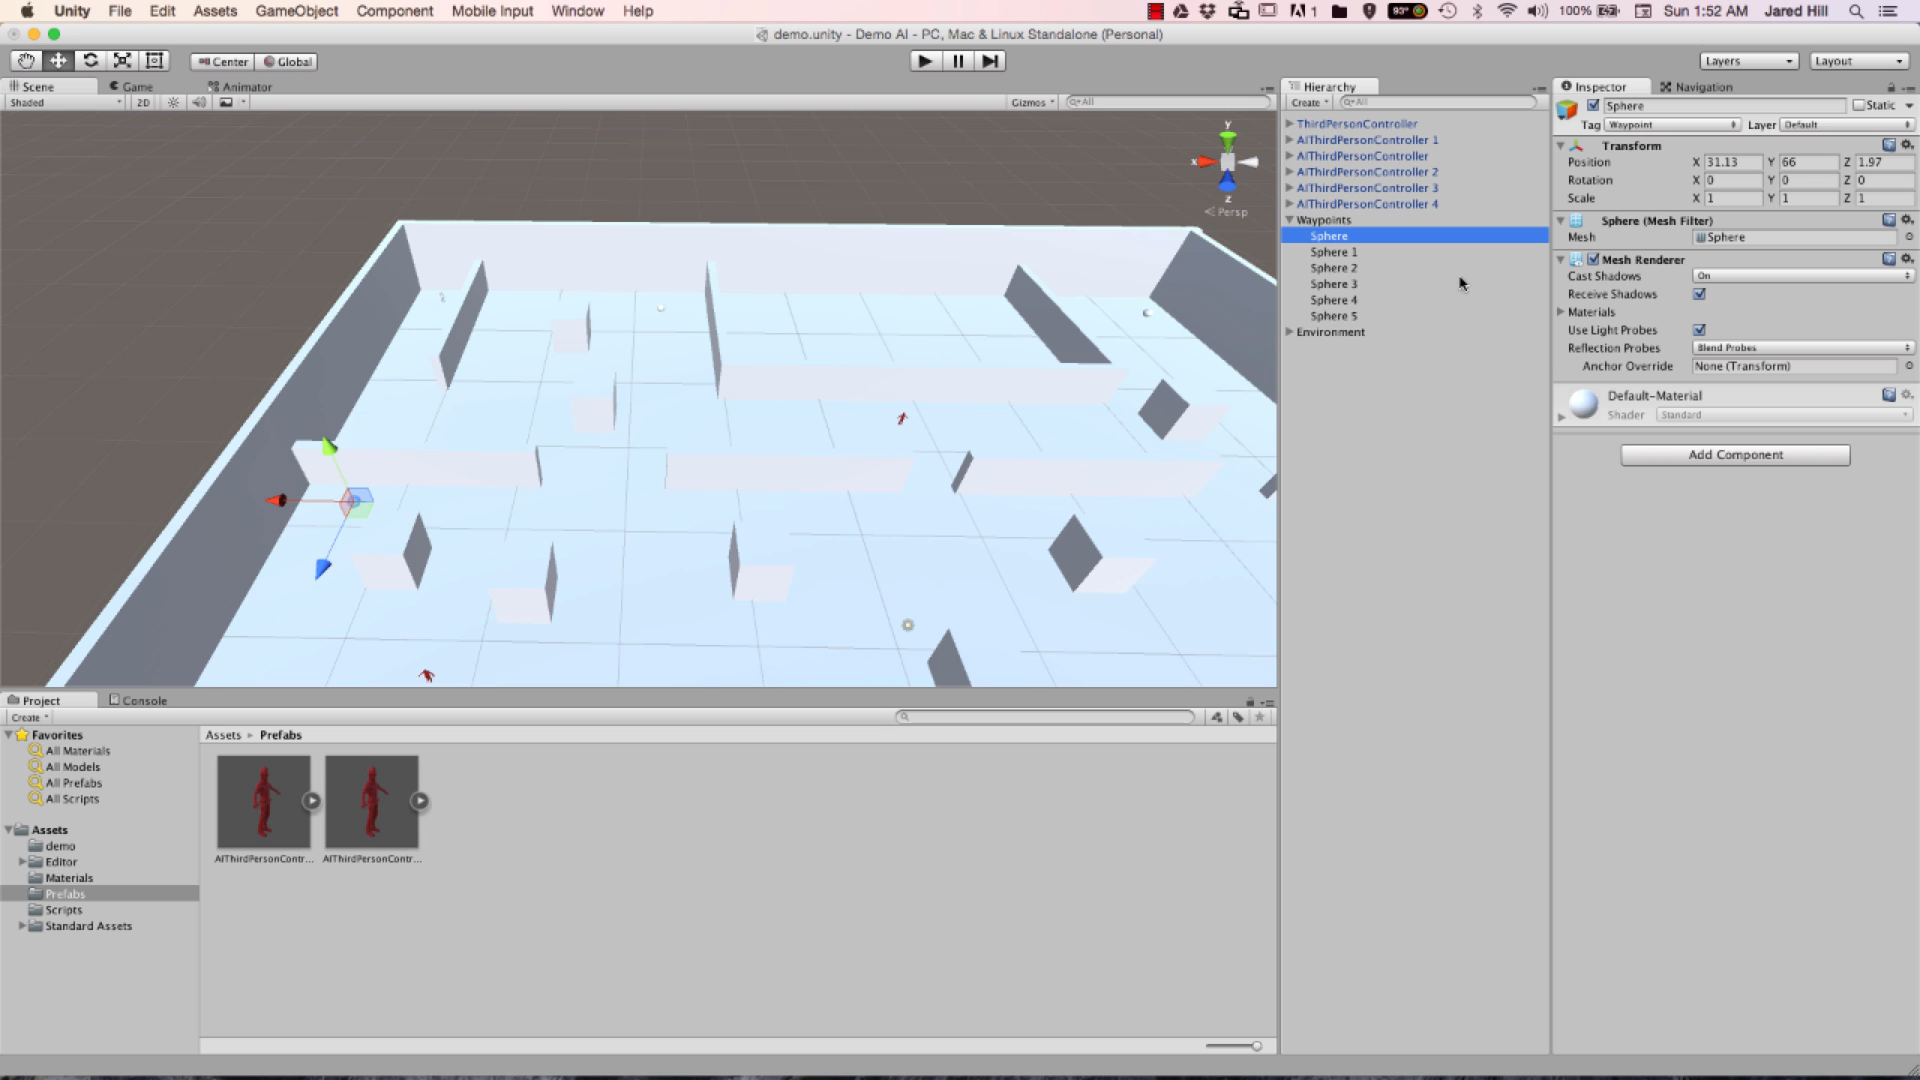 Unity File Edit Assets GameObject Component Mobile Input Window Help 1 93° 100% Sun 1:52 AM Jared Hill
demo.unity - Demo AI - PC, Mac & Linux Standalone (Personal)
Center Global Layers Layout
Scene Game Animator Hierarchy Inspector Navigation
Shaded 2D Gizmos All Create All Sphere Static
Tag Waypoint Layer Default
ThirdPersonController
AIThirdPersonController 1
AIThirdPersonController
AIThirdPersonController 2
AIThirdPersonController 3
AIThirdPersonController 4
Waypoints
Sphere
Sphere 1
Sphere 2
Sphere 3
Sphere 4
Sphere 5
Environment
Transform
Position X 31.13 Y 66 Z 1.97
Rotation X 0 Y 0 Z 0
Scale X 1 Y 1 Z 1
Sphere (Mesh Filter)
Mesh Sphere
Mesh Renderer
Cast Shadows On
Receive Shadows
Materials
Use Light Probes
Reflection Probes Blend Probes
Anchor Override None (Transform)
Default-Material
Shader Standard
Add Component
y
x
z
Persp
Project Console
Create
Favorites
All Materials
All Models
All Prefabs
All Scripts
Assets
demo
Editor
Materials
Prefabs
Scripts
Standard Assets
Assets Prefabs
AIThirdPersonContr... AIThirdPersonContr...